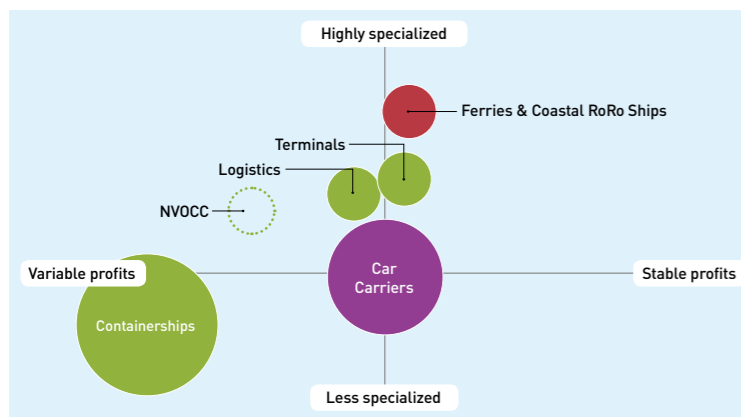 Highly specialized
Ferries & Coastal RoRo Ships
Terminals
Logistics
NVOCC
Variable profits
Car
Carriers
Stable profits
Containerships
Less specialized